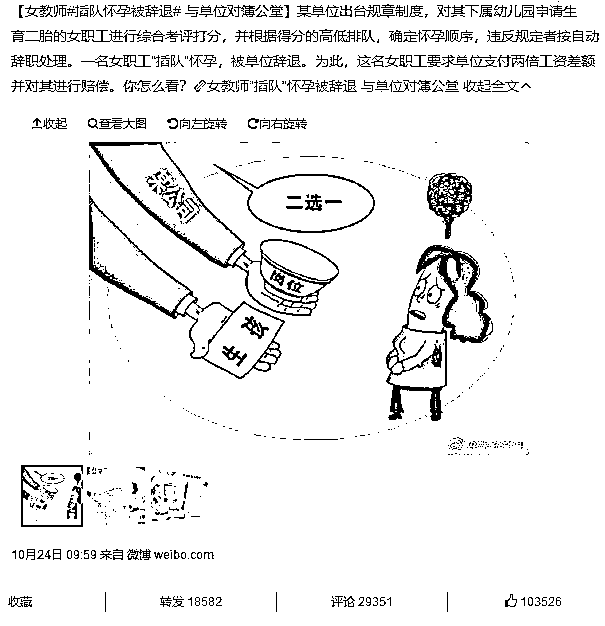 【女教师#插队怀孕被辞退# 与单位对簿公堂】某单位出台规章制度，对其下属幼儿园申请生
育二胎的女职工进行综合考评打分，并根据得分的高低排队，确定怀孕顺序，违反规定者按自动
辞职处理。一名女职工“插队”怀孕，被单位辞退。为此，这名女职工要求单位支付两倍工资差额
并对其进行赔偿。你怎么看？女教师“插队”怀孕被辞退 与单位对簿公堂 收起全文
收起 查看大图 向左旋转 向右旋转
二选一
岗位
生孩
10月24日 09:59 来自 微博 weibo.com
收藏 转发 18582 评论 29351 103526